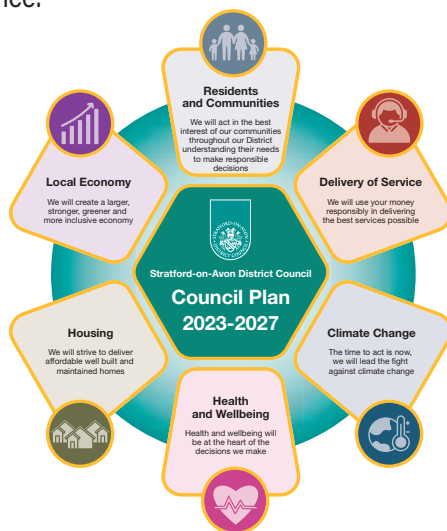 Residents
and Communities
We will act in the best
interest of our communities
throughout our District
understanding their needs
to make responsible
decisions
Local Economy
We will create a larger,
stronger, greener and
more inclusive economy
Delivery of Service
We will use your money
responsibly in delivering
the best services possible
STRATFORD-ON-AVON
DISTRICT COUNCIL
Stratford-on-Avon District Council
Council Plan
2023-2027
Housing
We will strive to deliver
affordable well built and
maintained homes
Climate Change
The time to act is now,
we will lead the fight
against climate change
Health
and Wellbeing
Health and wellbeing will
be at the heart of the
decisions we make